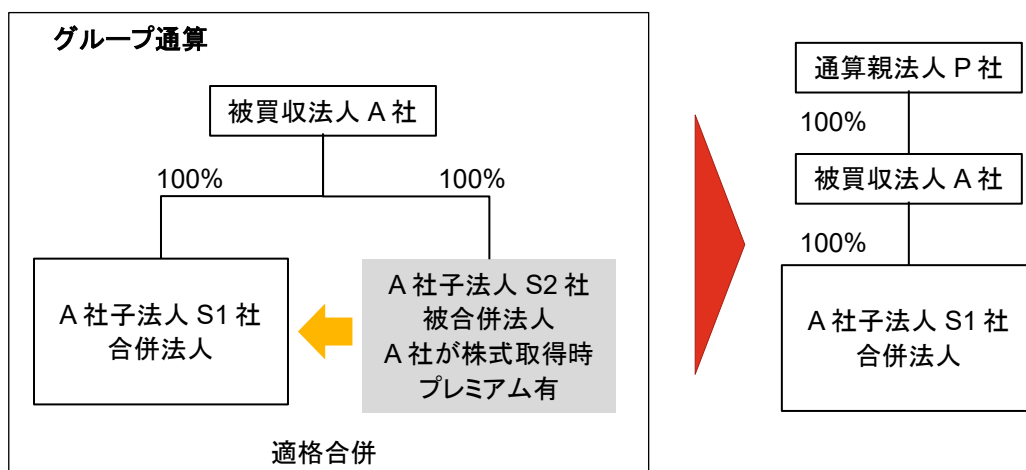 グループ通算
被買収法人 A 社
100%
100%
A 社子法人 S1 社
合併法人
A 社子法人 S2 社
被合併法人
A 社が株式取得時
プレミアム有
適格合併
通算親法人 P 社
100%
被買収法人 A 社
100%
A 社子法人 S1 社
合併法人